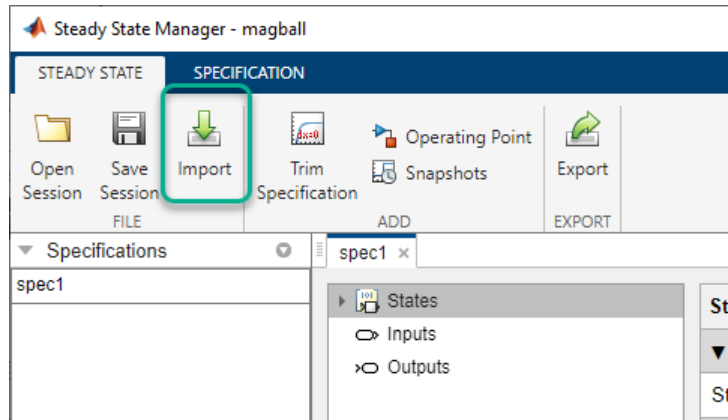 Steady State Manager - magball
STEADY STATE SPECIFICATION
Open Session
Save Session
Import
Trim Specification
Operating Point
Snapshots
Export
FILE ADD EXPORT
Specifications
spec1 ×
spec1
States
Inputs
Outputs
St
St